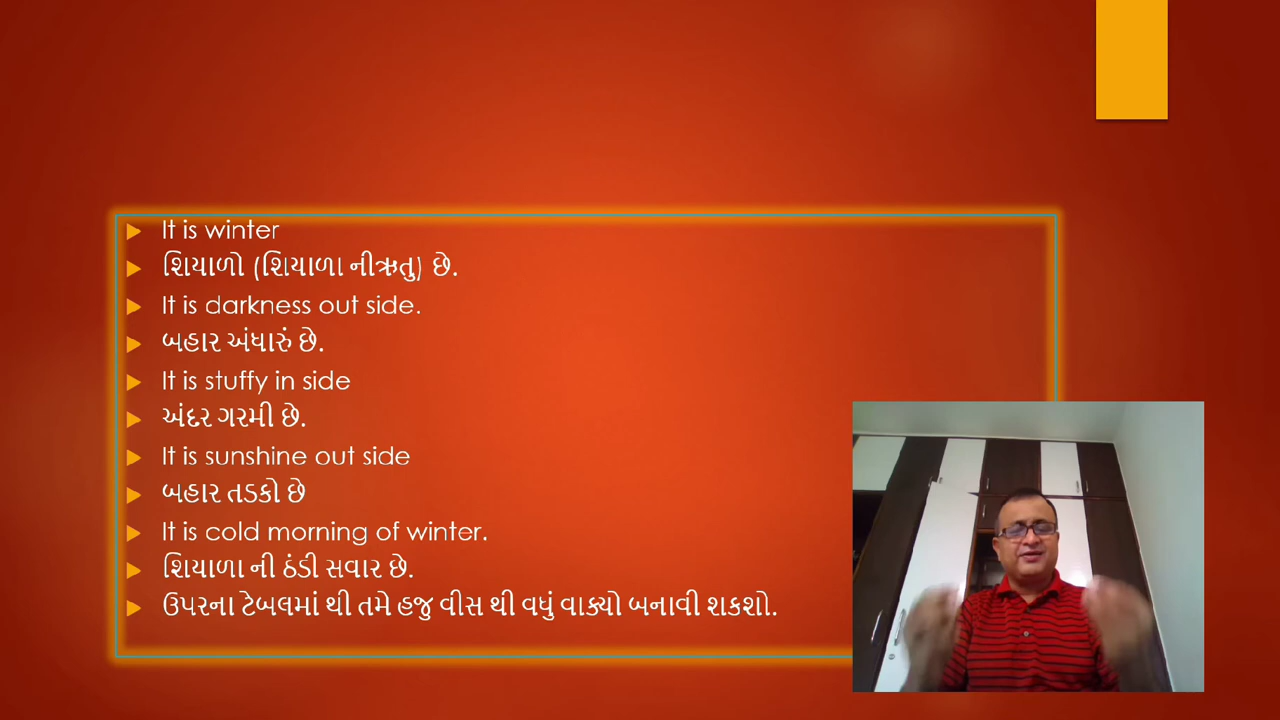 It is winter
શિયાળો (શિયાળા નીઋતુ) છે.
It is darkness out side.
બહાર અંધારું છે.
It is stuffy in side
અંદર ગરમી છે.
It is sunshine out side
બહાર તડકો છે
It is cold morning of winter.
શિયાળા ની ઠંડી સવાર છે.
ઉપરના ટેબલમાં થી તમે હજુ વીસ થી વધું વાક્યો બનાવી શકશો.